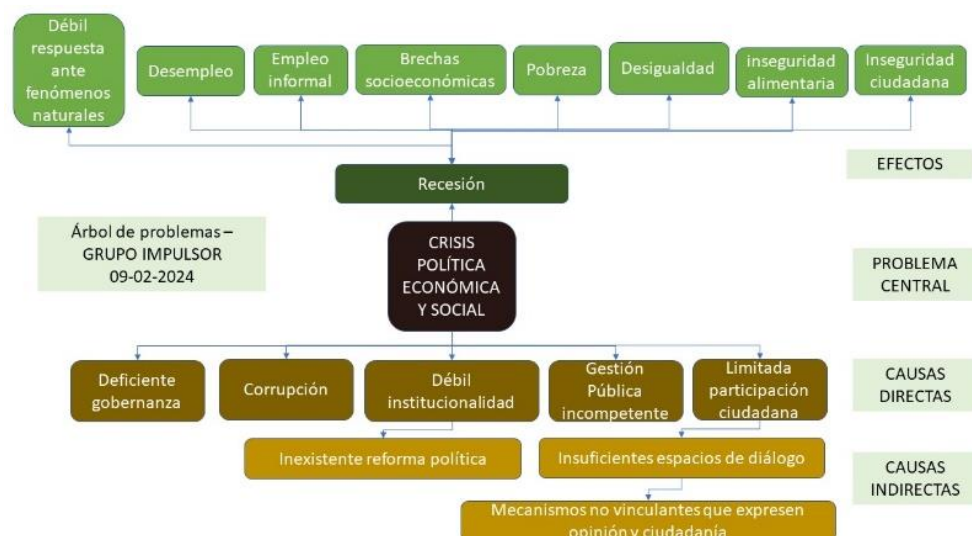 Débil
respuesta
ante
fenómenos
naturales
Desempleo
Empleo
informal
Brechas
socioeconómicas
Pobreza
Desigualdad
inseguridad
alimentaria
Inseguridad
ciudadana
EFECTOS
Recesión
Árbol de problemas –
GRUPO IMPULSOR
09-02-2024
CRISIS
POLÍTICA
ECONÓMICA
Y SOCIAL
PROBLEMA
CENTRAL
Deficiente
gobernanza
Corrupción
Débil
institucionalidad
Gestión
Pública
incompetente
Limitada
participación
ciudadana
CAUSAS
DIRECTAS
Inexistente reforma política
Insuficientes espacios de diálogo
CAUSAS
INDIRECTAS
Mecanismos no vinculantes que expresen
opinión y ciudadanía